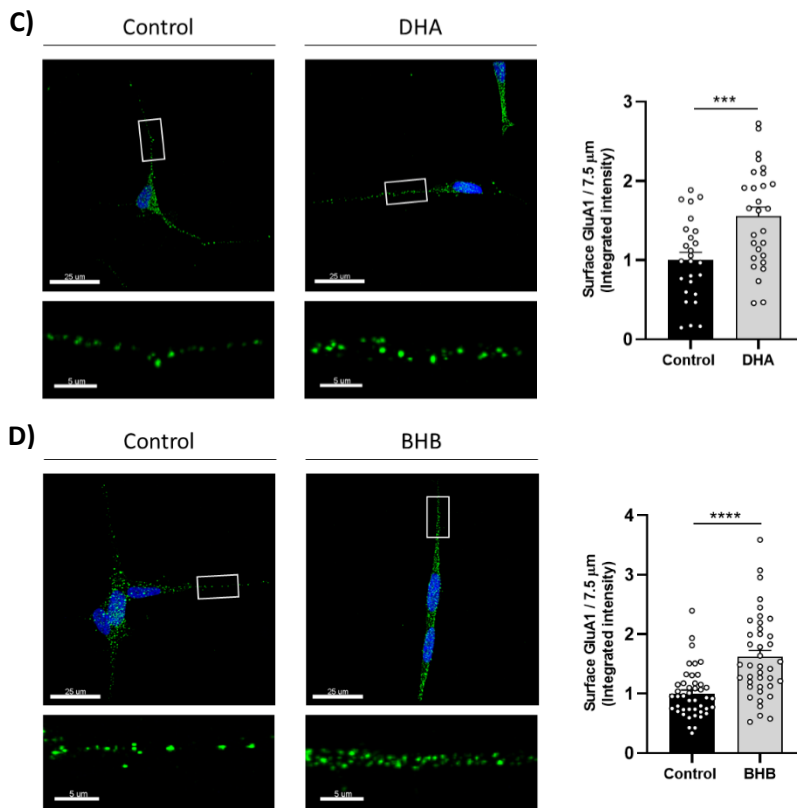 C)
Control
DHA
25 um
25 um
5 um
5 um
Surface GluA1 / 7.5 µm
(Integrated intensity)
3
2
1
0
***
Control
DHA
D)
Control
BHB
25 um
25 um
5 um
5 um
Surface GluA1 / 7.5 µm
(Integrated intensity)
4
3
2
1
0
****
Control
BHB